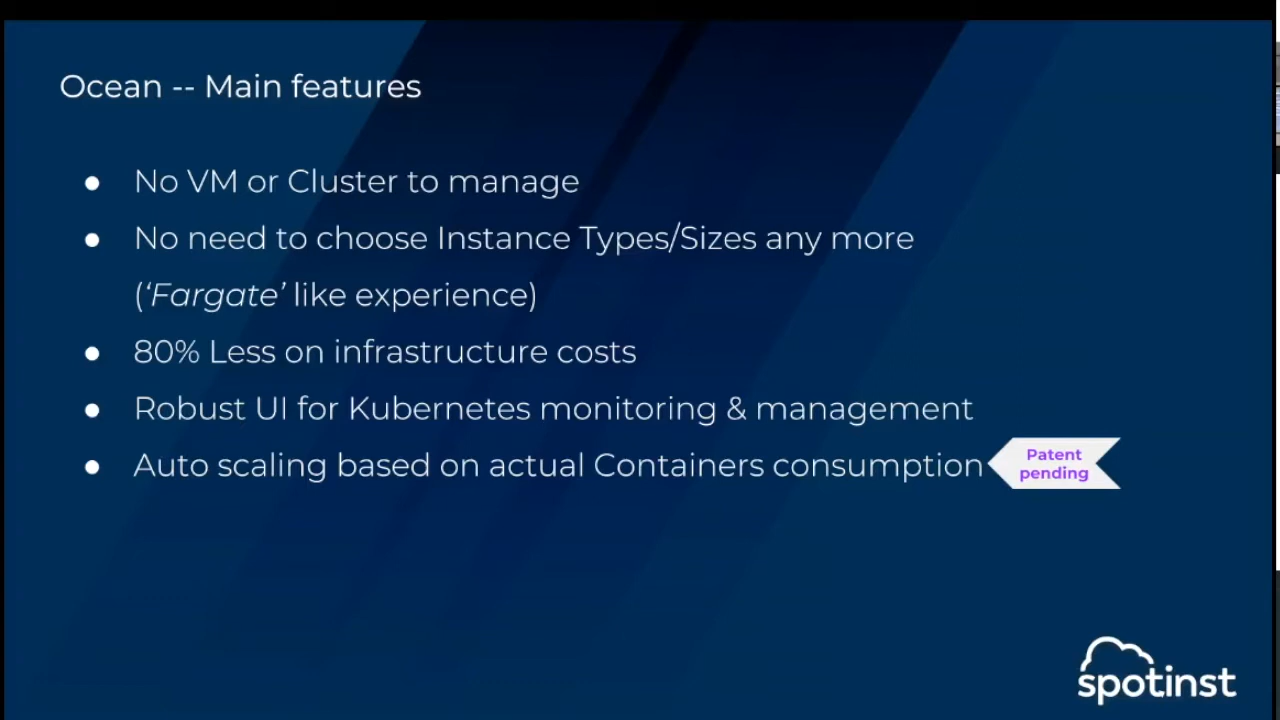 Ocean -- Main features
● No VM or Cluster to manage
● No need to choose Instance Types/Sizes any more
(‘Fargate’ like experience)
● 80% Less on infrastructure costs
● Robust UI for Kubernetes monitoring & management
● Auto scaling based on actual Containers consumption
Patent
pending
spotinst